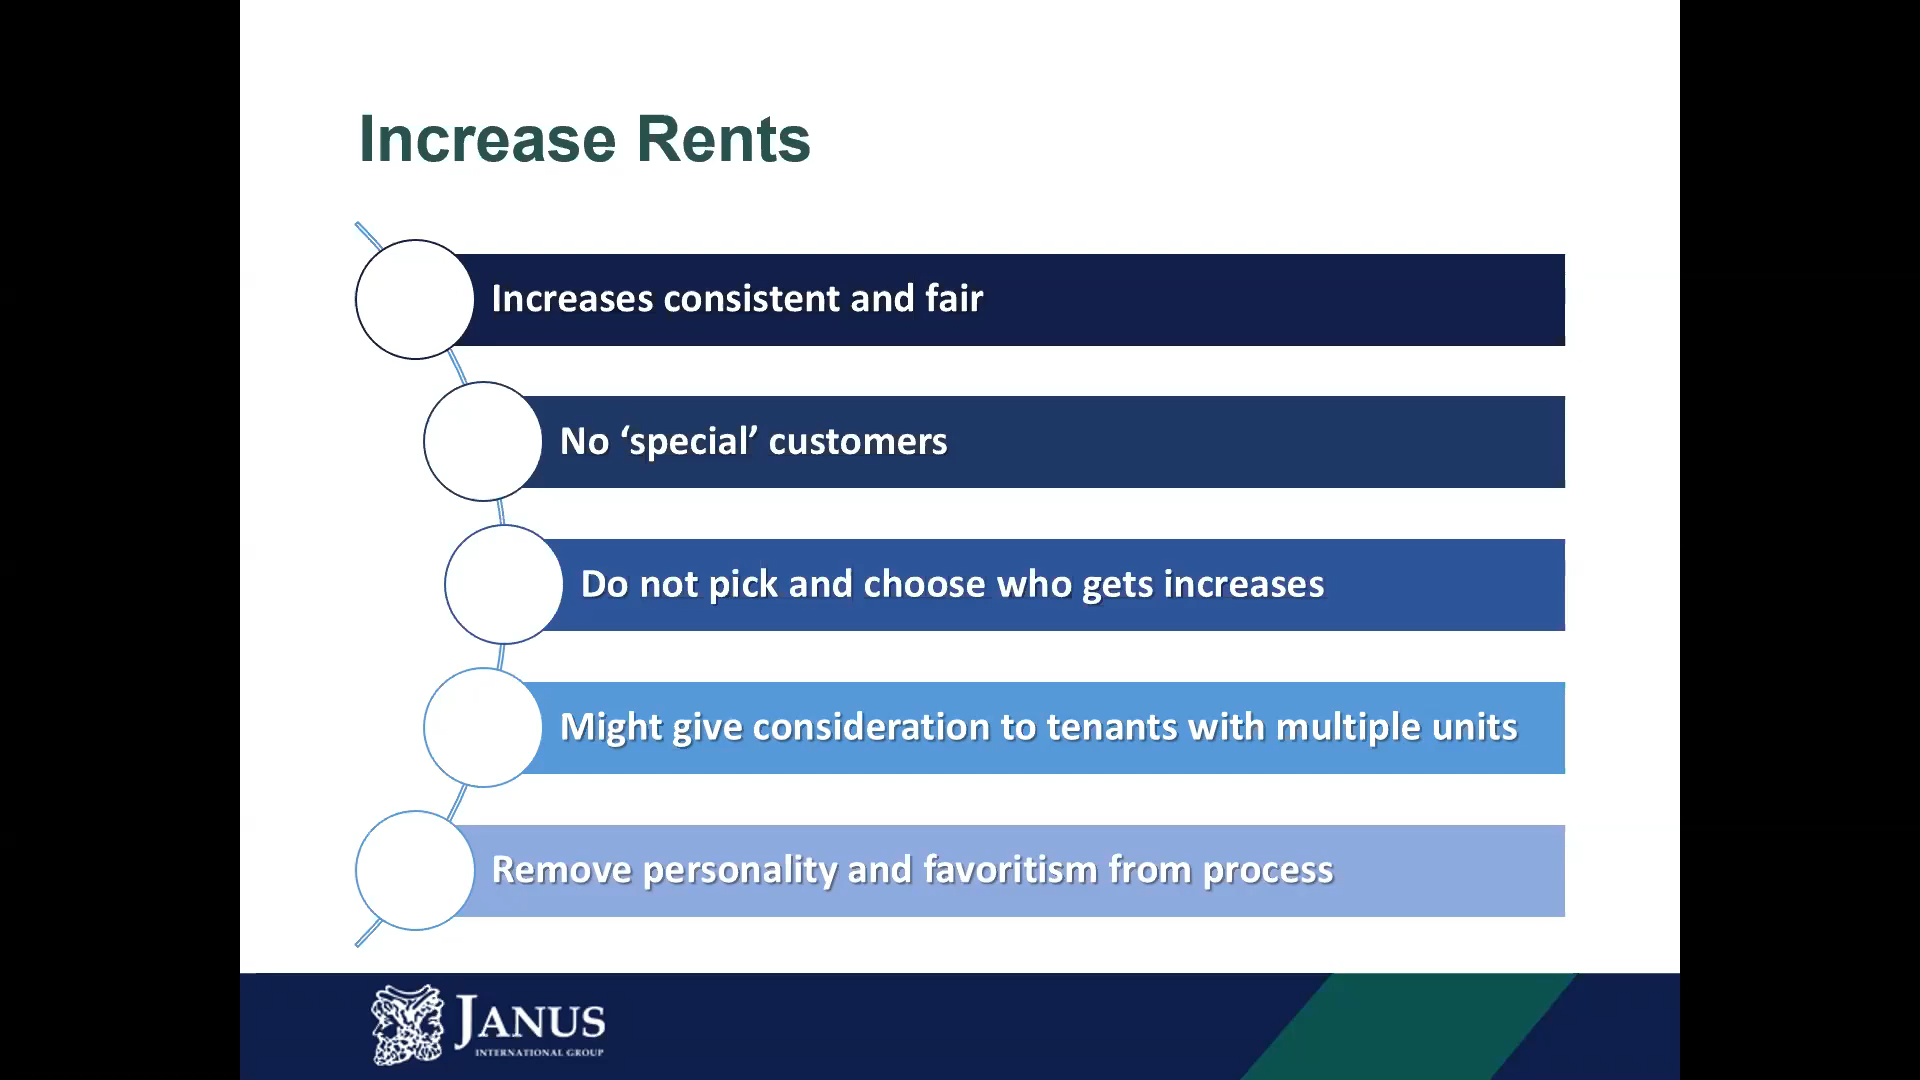 Increase Rents
Increases consistent and fair
No ‘special’ customers
Do not pick and choose who gets increases
Might give consideration to tenants with multiple units
Remove personality and favoritism from process
JANUS
INTERNATIONAL GROUP